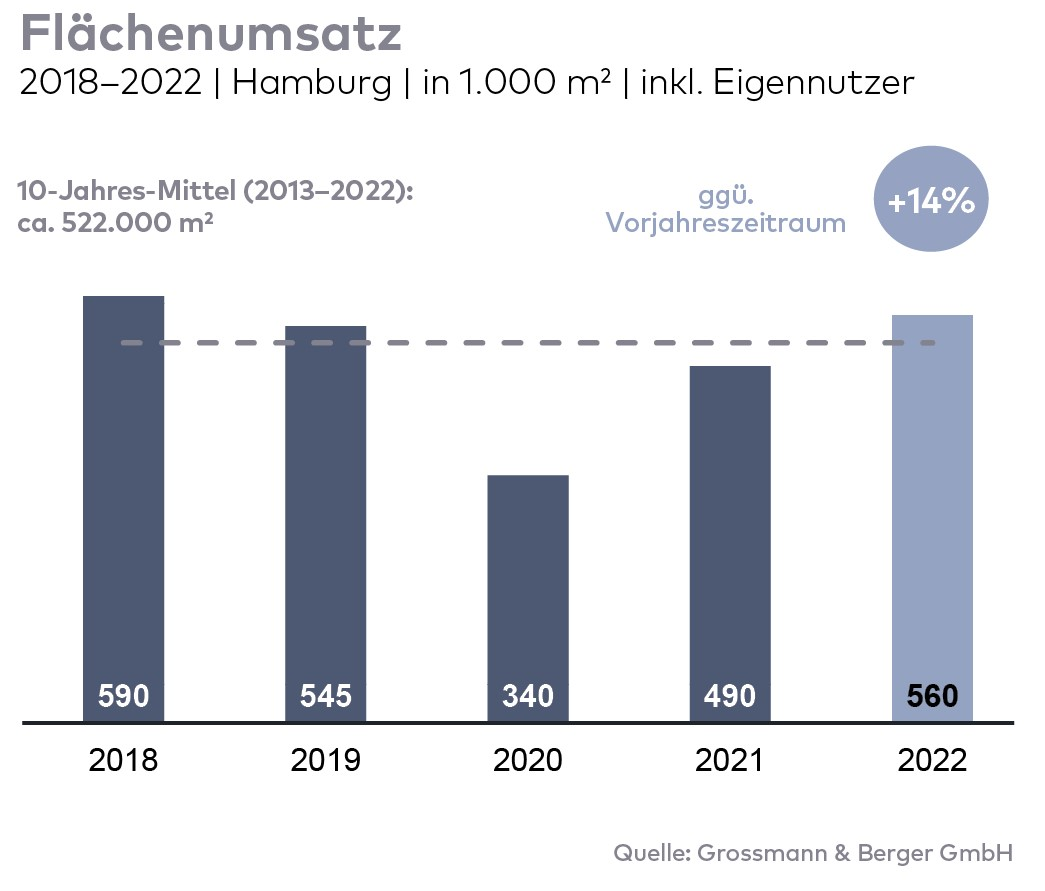 Flächenumsatz
2018–2022 | Hamburg | in 1.000 m² | inkl. Eigennutzer
10-Jahres-Mittel (2013–2022):
ca. 522.000 m²
ggü.
Vorjahreszeitraum
+14%
590
545
340
490
560
2018
2019
2020
2021
2022
Quelle: Grossmann & Berger GmbH